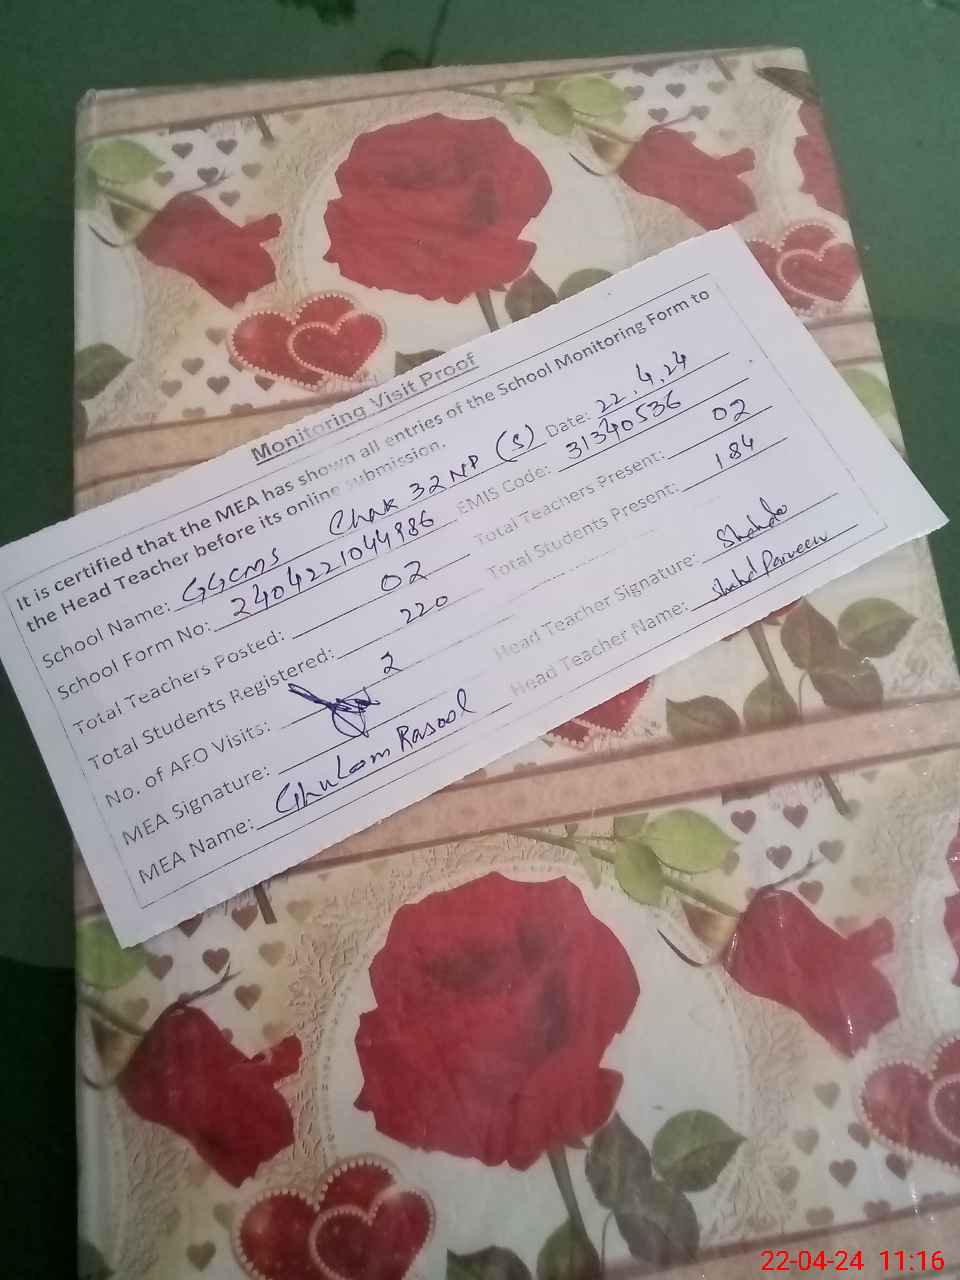 Monitoring Visit Proof
It is certified that the MEA has shown all entries of the School Monitoring Form to
the Head Teacher before its online submission.
School Name: GGCMS Chak 32 NP (S) Date: 22.4.24
School Form No: 2404221044986 EMIS Code: 31340536
Total Teachers Posted: 02 Total Teachers Present: 02
Total Students Registered: 220 Total Students Present: 184
No. of AFO Visits: 2
MEA Signature: Head Teacher Signature:
MEA Name: Ghulam Rasool Head Teacher Name: Parveen
22-04-24 11:16